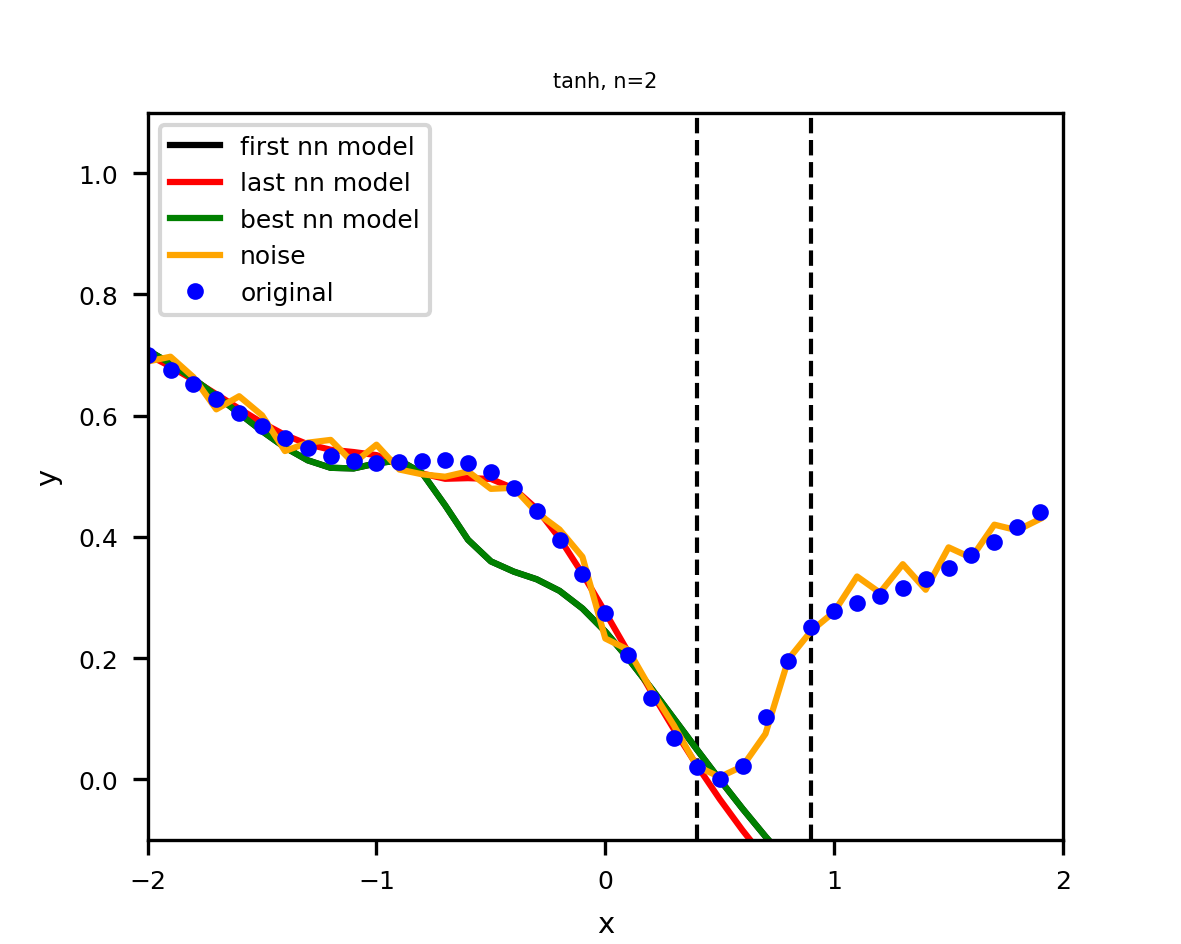 tanh, n=2
first nn model
last nn model
best nn model
noise
original
1.0
0.8
0.6
0.4
0.2
0.0
y
−2
−1
0
1
2
x